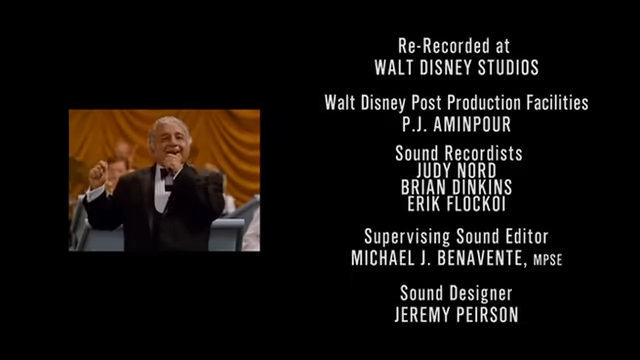 Re-Recorded at
WALT DISNEY STUDIOS
Walt Disney Post Production Facilities
P.J. AMINPOUR
Sound Recordists
JUDY NORD
BRIAN DINKINS
ERIK FLOCKOI
Supervising Sound Editor
MICHAEL J. BENAVENTE, MPSE
Sound Designer
JEREMY PEIRSON